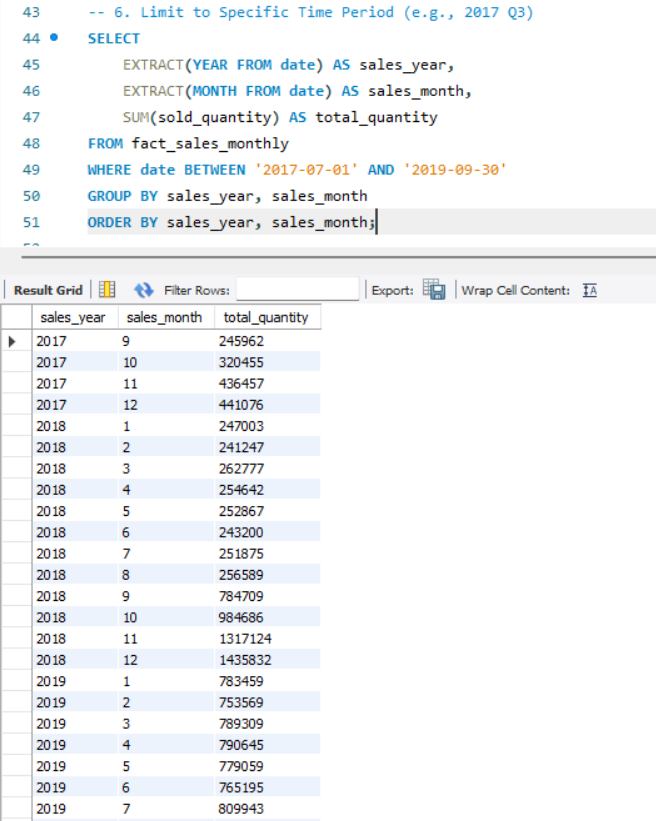 43 -- 6. Limit to Specific Time Period (e.g., 2017 Q3)
44 SELECT
45 EXTRACT(YEAR FROM date) AS sales_year,
46 EXTRACT(MONTH FROM date) AS sales_month,
47 SUM(sold_quantity) AS total_quantity
48 FROM fact_sales_monthly
49 WHERE date BETWEEN '2017-07-01' AND '2019-09-30'
50 GROUP BY sales_year, sales_month
51 ORDER BY sales_year, sales_month;
Result Grid Filter Rows: Export: Wrap Cell Content: IA
sales_year sales_month total_quantity
2017 9 245962
2017 10 320455
2017 11 436457
2017 12 441076
2018 1 247003
2018 2 241247
2018 3 262777
2018 4 254642
2018 5 252867
2018 6 243200
2018 7 251875
2018 8 256589
2018 9 784709
2018 10 984686
2018 11 1317124
2018 12 1435832
2019 1 783459
2019 2 753569
2019 3 789309
2019 4 790645
2019 5 779059
2019 6 765195
2019 7 809943